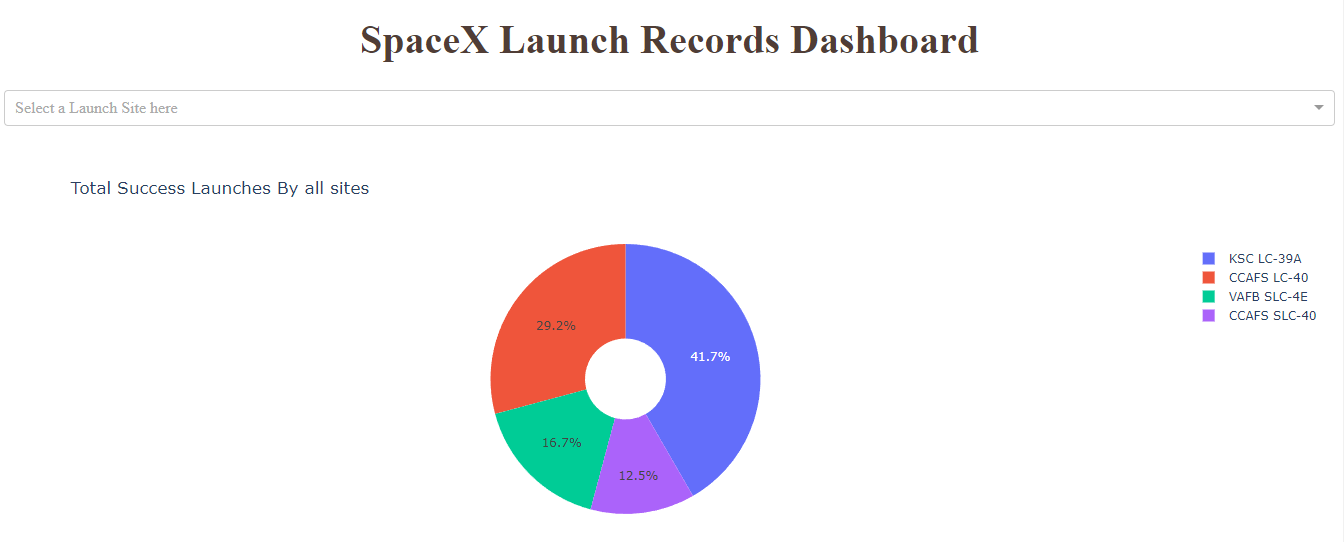 SpaceX Launch Records Dashboard
Select a Launch Site here
Total Success Launches By all sites
KSC LC-39A
CCAFS LC-40
VAFB SLC-4E
CCAFS SLC-40
29.2%
41.7%
16.7%
12.5%